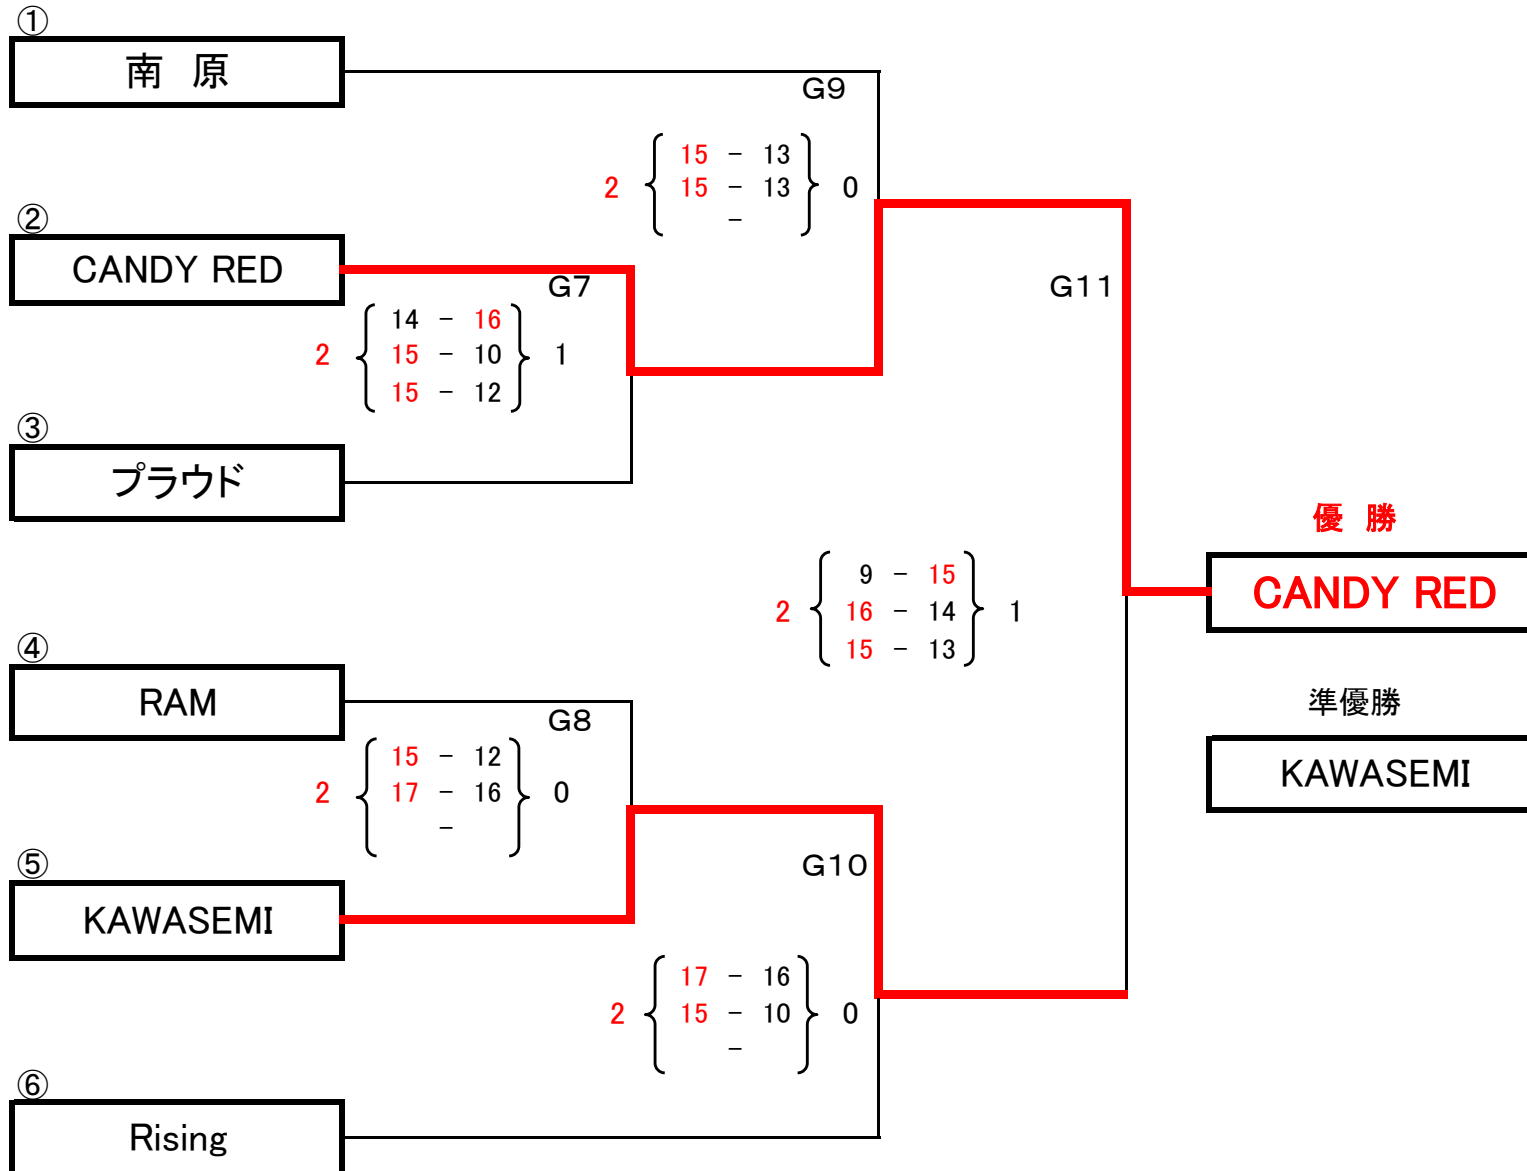 ①
南 原
G9
15 - 13
2 15 - 13 0
-
②
CANDY RED
G7
14 - 16
2 15 - 10 1
15 - 12
G11
③
プラウド
優 勝
CANDY RED
9 - 15
2 16 - 14 1
15 - 13
④
RAM
G8
15 - 12
2 17 - 16 0
-
準優勝
KAWASEMI
⑤
KAWASEMI
G10
17 - 16
2 15 - 10 0
-
⑥
Rising